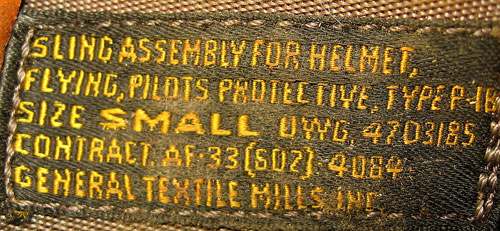 SLING ASSEMBLY FOR HELMET,
FLYING, PILOTS PROTECTIVE, TYPE P-1B
SIZE SMALL DWG, 4703185
CONTRACT. AF-33(602)-4084
GENERAL TEXTILE MILLS INC.